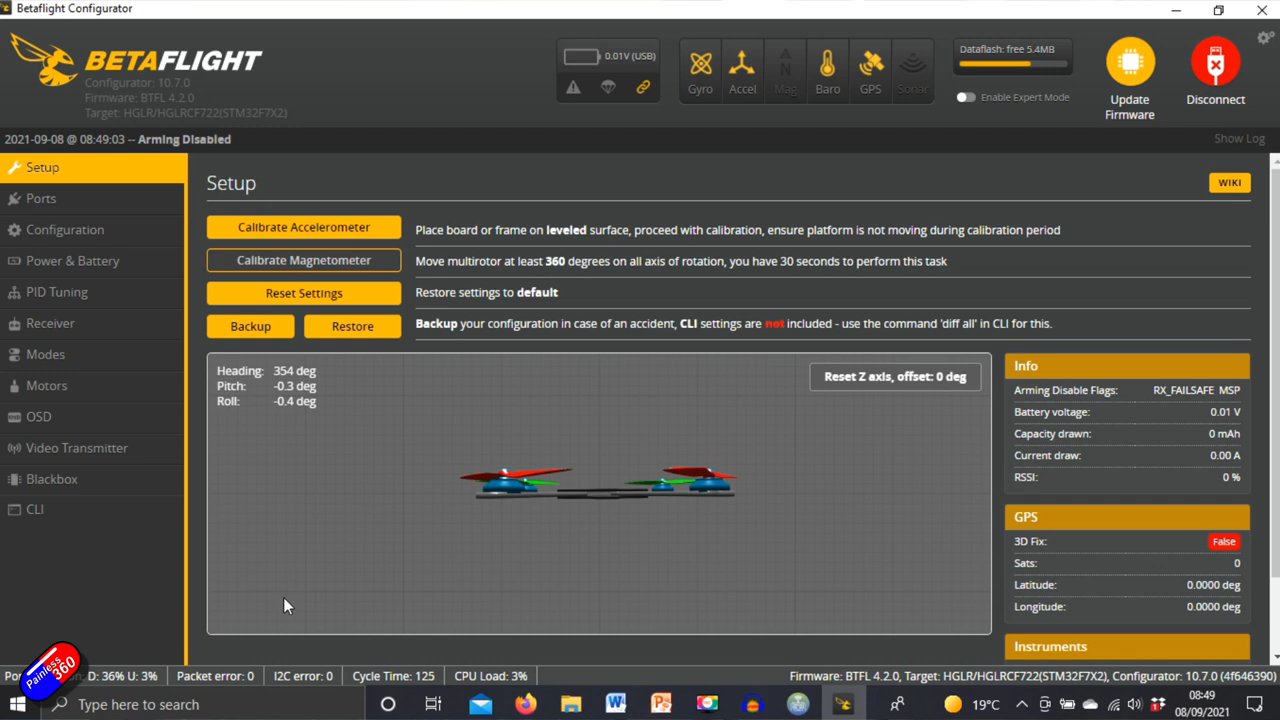 Betaflight Configurator
BETAFLIGHT
Configurator: 10.7.0
Firmware: BTFL 4.2.0
Target: HGLR/HGLRCF722(STM32F7X2)
0.01V (USB)
Gyro
Accel
Mag
Baro
GPS
Sonar
Dataflash: free 5.4MB
Enable Expert Mode
Update
Firmware
Disconnect
2021-09-08 @ 08:49:03 -- Arming Disabled
Show Log
Setup
Ports
Configuration
Power & Battery
PID Tuning
Receiver
Modes
Motors
OSD
Video Transmitter
Blackbox
CLI
Setup
WIKI
Calibrate Accelerometer
Place board or frame on leveled surface, proceed with calibration, ensure platform is not moving during calibration period
Calibrate Magnetometer
Move multirotor at least 360 degrees on all axis of rotation, you have 30 seconds to perform this task
Reset Settings
Restore settings to default
Backup
Restore
Backup your configuration in case of an accident, CLI settings are not included - use the command 'diff all' in CLI for this.
Heading: 354 deg
Pitch: -0.3 deg
Roll: -0.4 deg
Reset Z axis, offset: 0 deg
Info
Arming Disable Flags: RX_FAILSAFE MSP
Battery voltage: 0.01 V
Capacity drawn: 0 mAh
Current draw: 0.00 A
RSSI: 0 %
GPS
3D Fix: False
Sats: 0
Latitude: 0.0000 deg
Longitude: 0.0000 deg
Instruments
D: 36% U: 3%
Packet error: 0
I2C error: 0
Cycle Time: 125
CPU Load: 3%
Firmware: BTFL 4.2.0, Target: HGLR/HGLRCF722(STM32F7X2), Configurator: 10.7.0 (4f646390)
Painless
360
Type here to search
19°C
08:49
08/09/2021